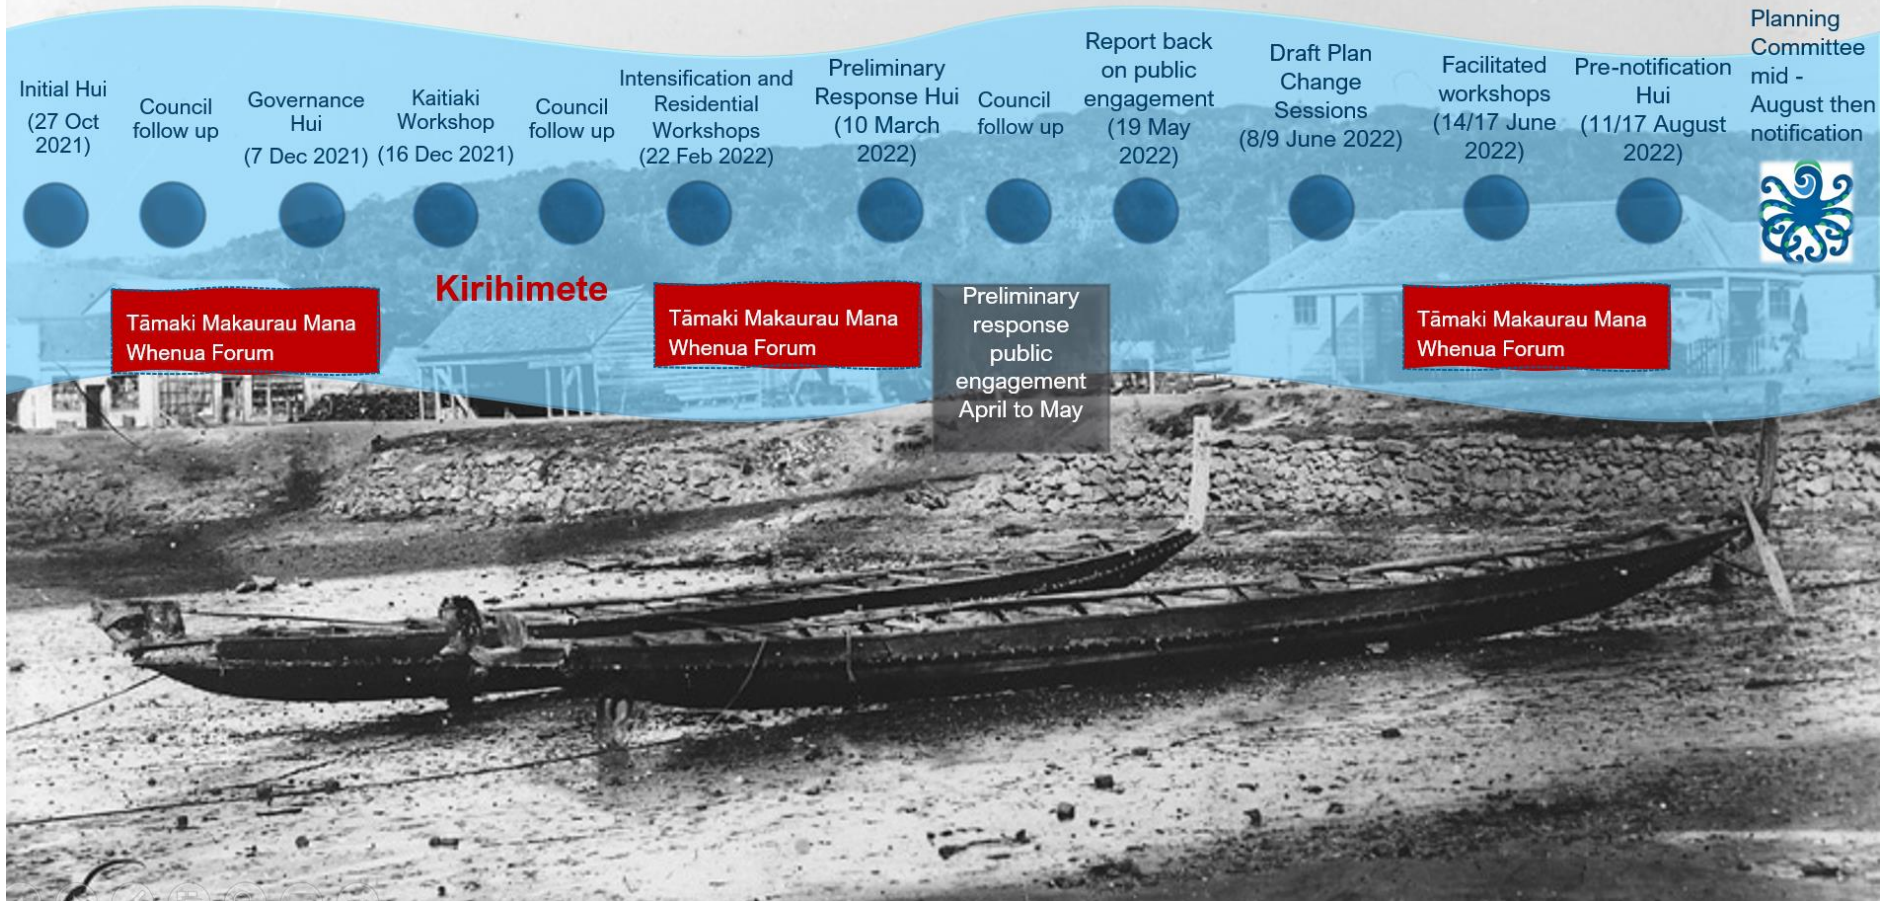 Initial Hui
(27 Oct
2021)
Council
follow up
Governance
Hui
(7 Dec 2021)
Kaitiaki
Workshop
(16 Dec 2021)
Council
follow up
Intensification and
Residential
Workshops
(22 Feb 2022)
Preliminary
Response Hui
(10 March
2022)
Council
follow up
Report back
on public
engagement
(19 May
2022)
Draft Plan
Change
Sessions
(8/9 June 2022)
Facilitated
workshops
(14/17 June
2022)
Pre-notification
Hui
(11/17 August
2022)
Planning
Committee
mid -
August then
notification
Tāmaki Makaurau Mana
Whenua Forum
Kirihimete
Tāmaki Makaurau Mana
Whenua Forum
Preliminary
response
public
engagement
April to May
Tāmaki Makaurau Mana
Whenua Forum